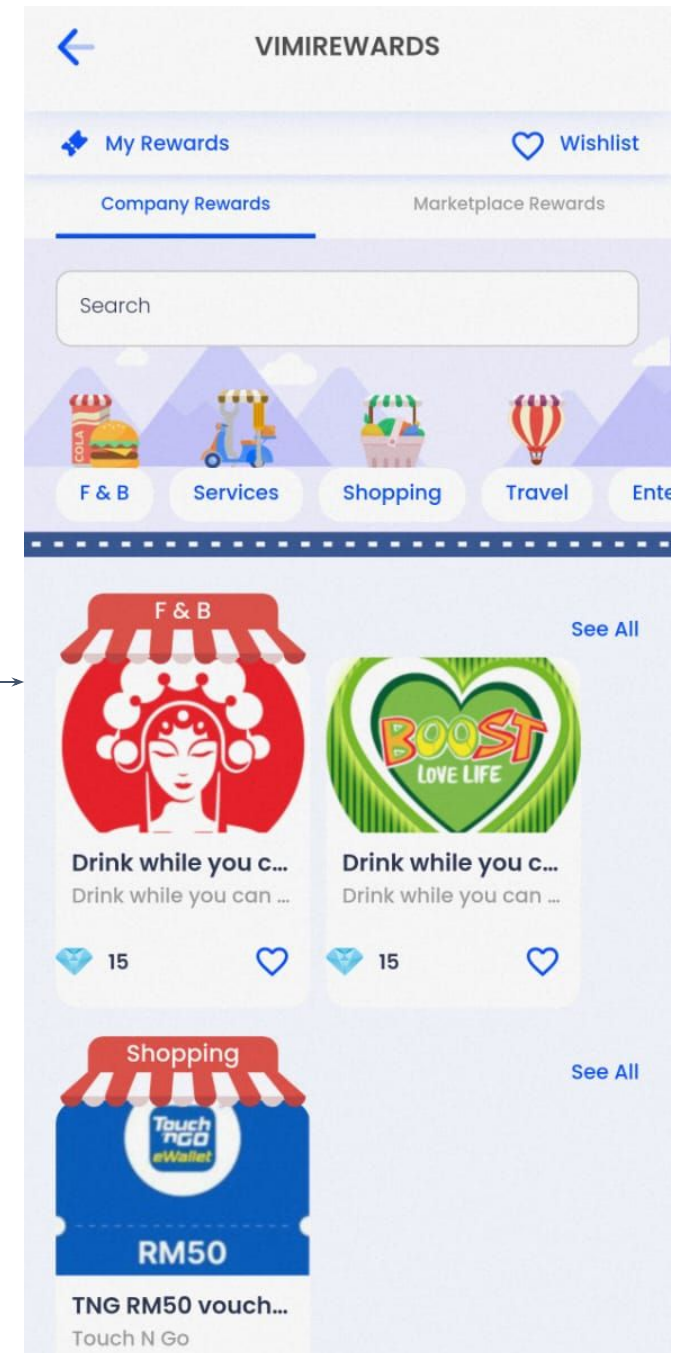 VIMIREWARDS
My Rewards
Wishlist
Company Rewards
Marketplace Rewards
Search
COLA
F & B
Services
Shopping
Travel
Ente
F & B
See All
BOOST
LOVE LIFE
Drink while you c...
Drink while you c...
Drink while you can ...
Drink while you can ...
15
15
Shopping
See All
Touch
'nGO
eWallet
RM50
TNG RM50 vouch...
Touch N Go